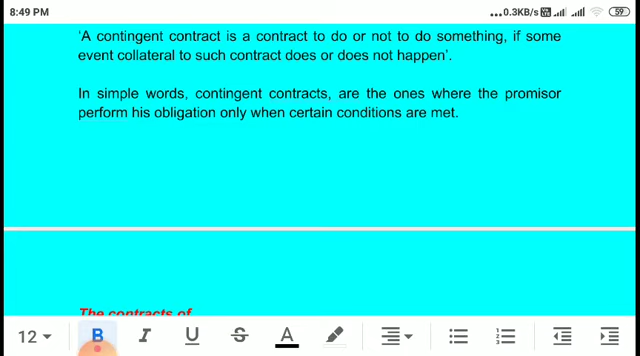 8:49 PM
...0.3KB/s
59
'A contingent contract is a contract to do or not to do something, if some
event collateral to such contract does or does not happen'.
In simple words, contingent contracts, are the ones where the promisor
perform his obligation only when certain conditions are met.
The contracts of
12
B
I
U
S
A